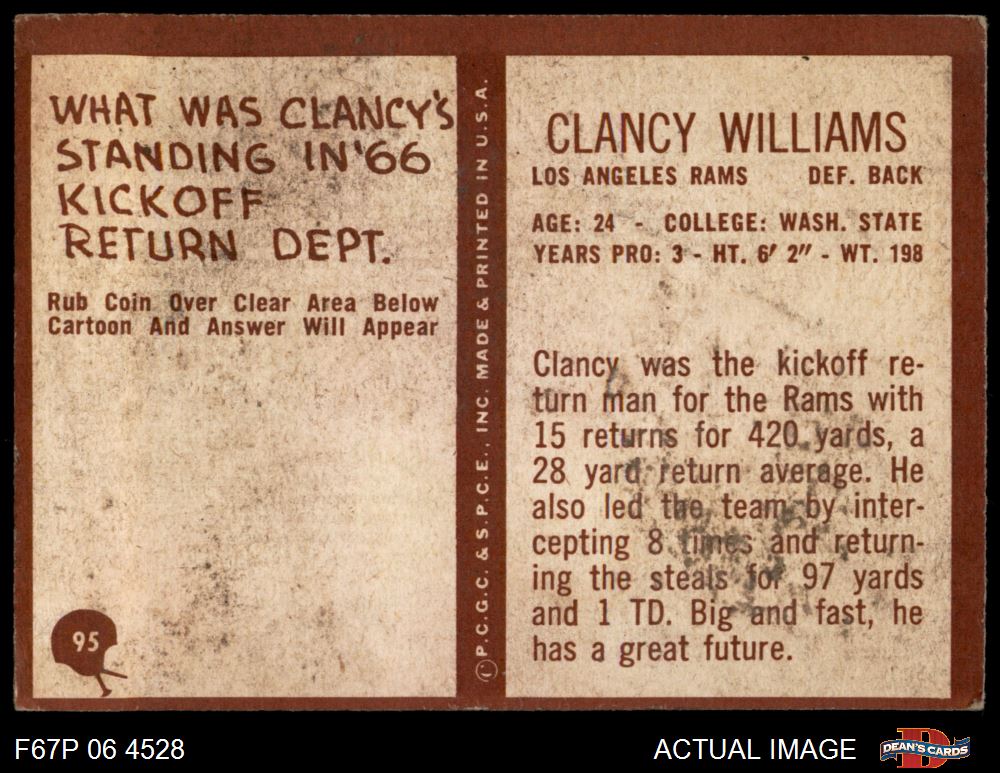 WHAT WAS CLANCY'S
STANDING IN '66
KICKOFF
RETURN DEPT.
Rub Coin Over Clear Area Below
Cartoon And Answer Will Appear
95
© P.C.G.C. & S.P.C.E., INC. MADE & PRINTED IN U.S.A.
CLANCY WILLIAMS
LOS ANGELES RAMS DEF. BACK
AGE: 24 - COLLEGE: WASH. STATE
YEARS PRO: 3 - HT. 6' 2" - WT. 198
Clancy was the kickoff re-
turn man for the Rams with
15 returns for 420 yards, a
28 yard return average. He
also led the team by inter-
cepting 8 times and return-
ing the steals for 97 yards
and 1 TD. Big and fast, he
has a great future.
F67P 06 4528
ACTUAL IMAGE
DEAN'S CARDS